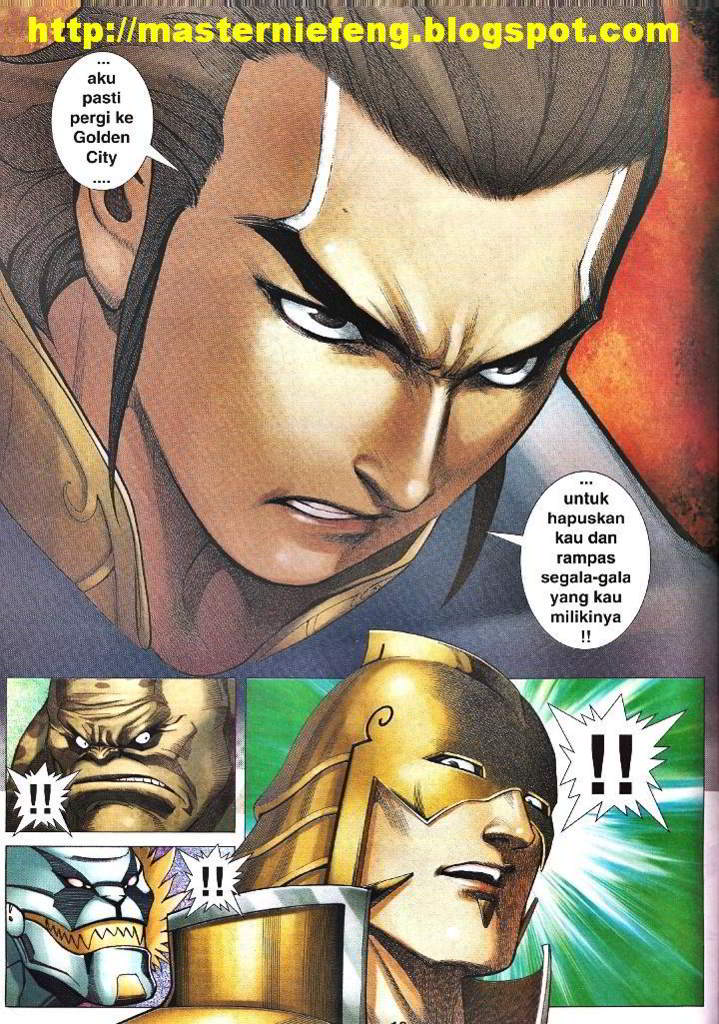 http://masterniefeng.blogspot.com
...
aku
pasti
pergi ke
Golden
City
....
...
untuk
hapuskan
kau dan
rampas
segala-gala
yang kau
milikinya
!!
!!
!!
!!